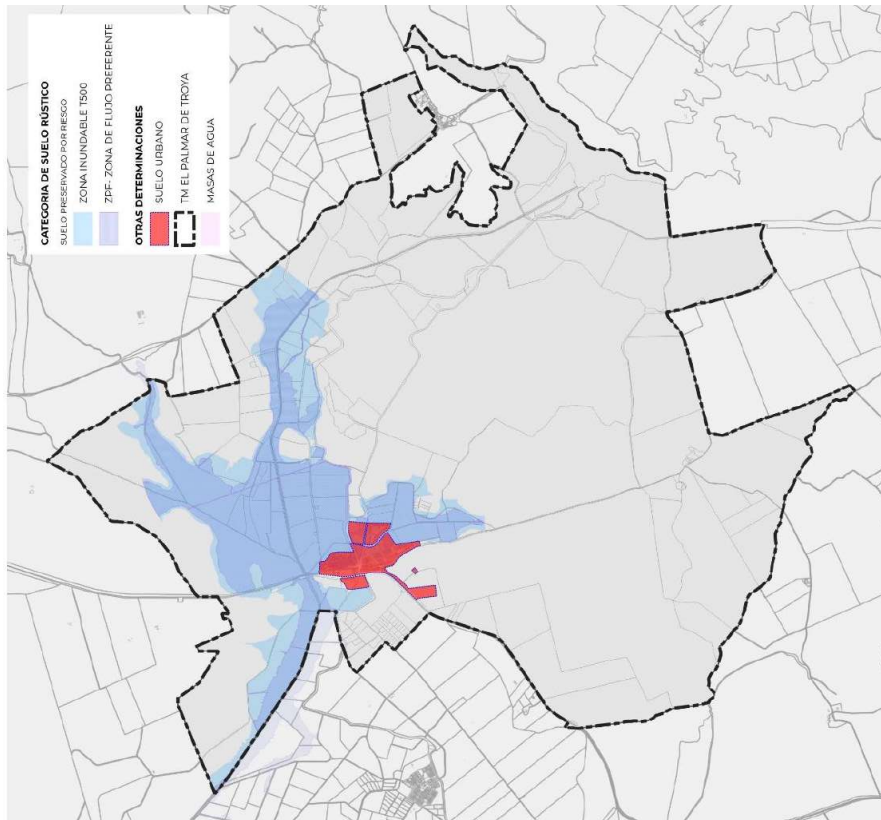 CATEGORIA DE SUELO RÚSTICO
SUELO PRESERVADO POR RIESGO
ZONA INUNDABLE T500
ZPF- ZONA DE FLUJO PREFERENTE
OTRAS DETERMINACIONES
SUELO URBANO
TM EL PALMAR DE TROYA
MASAS DE AGUA